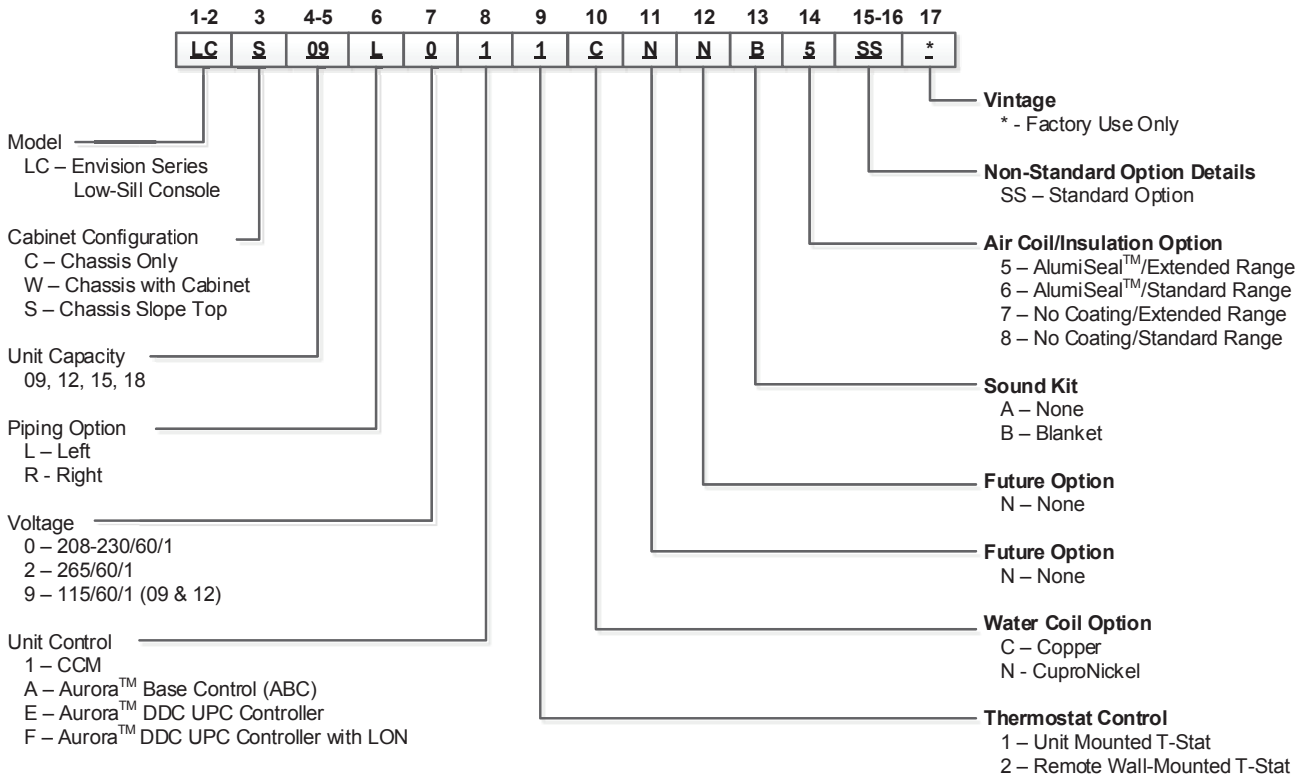 1-2 3 4-5 6 7 8 9 10 11 12 13 14 15-16 17
LC S 09 L 0 1 1 C N N B 5 SS *
Model
LC – Envision Series
Low-Sill Console
Cabinet Configuration
C – Chassis Only
W – Chassis with Cabinet
S – Chassis Slope Top
Unit Capacity
09, 12, 15, 18
Piping Option
L – Left
R - Right
Voltage
0 – 208-230/60/1
2 – 265/60/1
9 – 115/60/1 (09 & 12)
Unit Control
1 – CCM
A – Aurora™ Base Control (ABC)
E – Aurora™ DDC UPC Controller
F – Aurora™ DDC UPC Controller with LON
Vintage
* - Factory Use Only
Non-Standard Option Details
SS – Standard Option
Air Coil/Insulation Option
5 – AlumiSeal™/Extended Range
6 – AlumiSeal™/Standard Range
7 – No Coating/Extended Range
8 – No Coating/Standard Range
Sound Kit
A – None
B – Blanket
Future Option
N – None
Future Option
N – None
Water Coil Option
C – Copper
N - CuproNickel
Thermostat Control
1 – Unit Mounted T-Stat
2 – Remote Wall-Mounted T-Stat